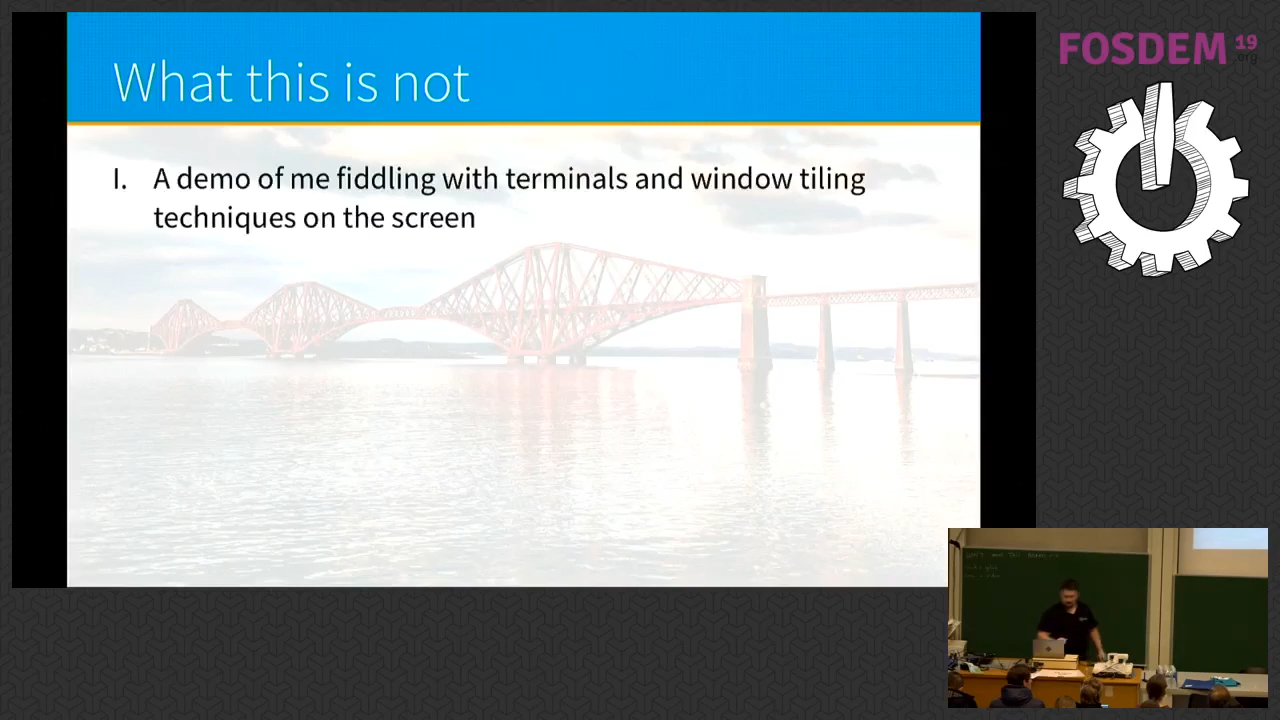 What this is not
I. A demo of me fiddling with terminals and window tiling
techniques on the screen
FOSDEM 19
.org